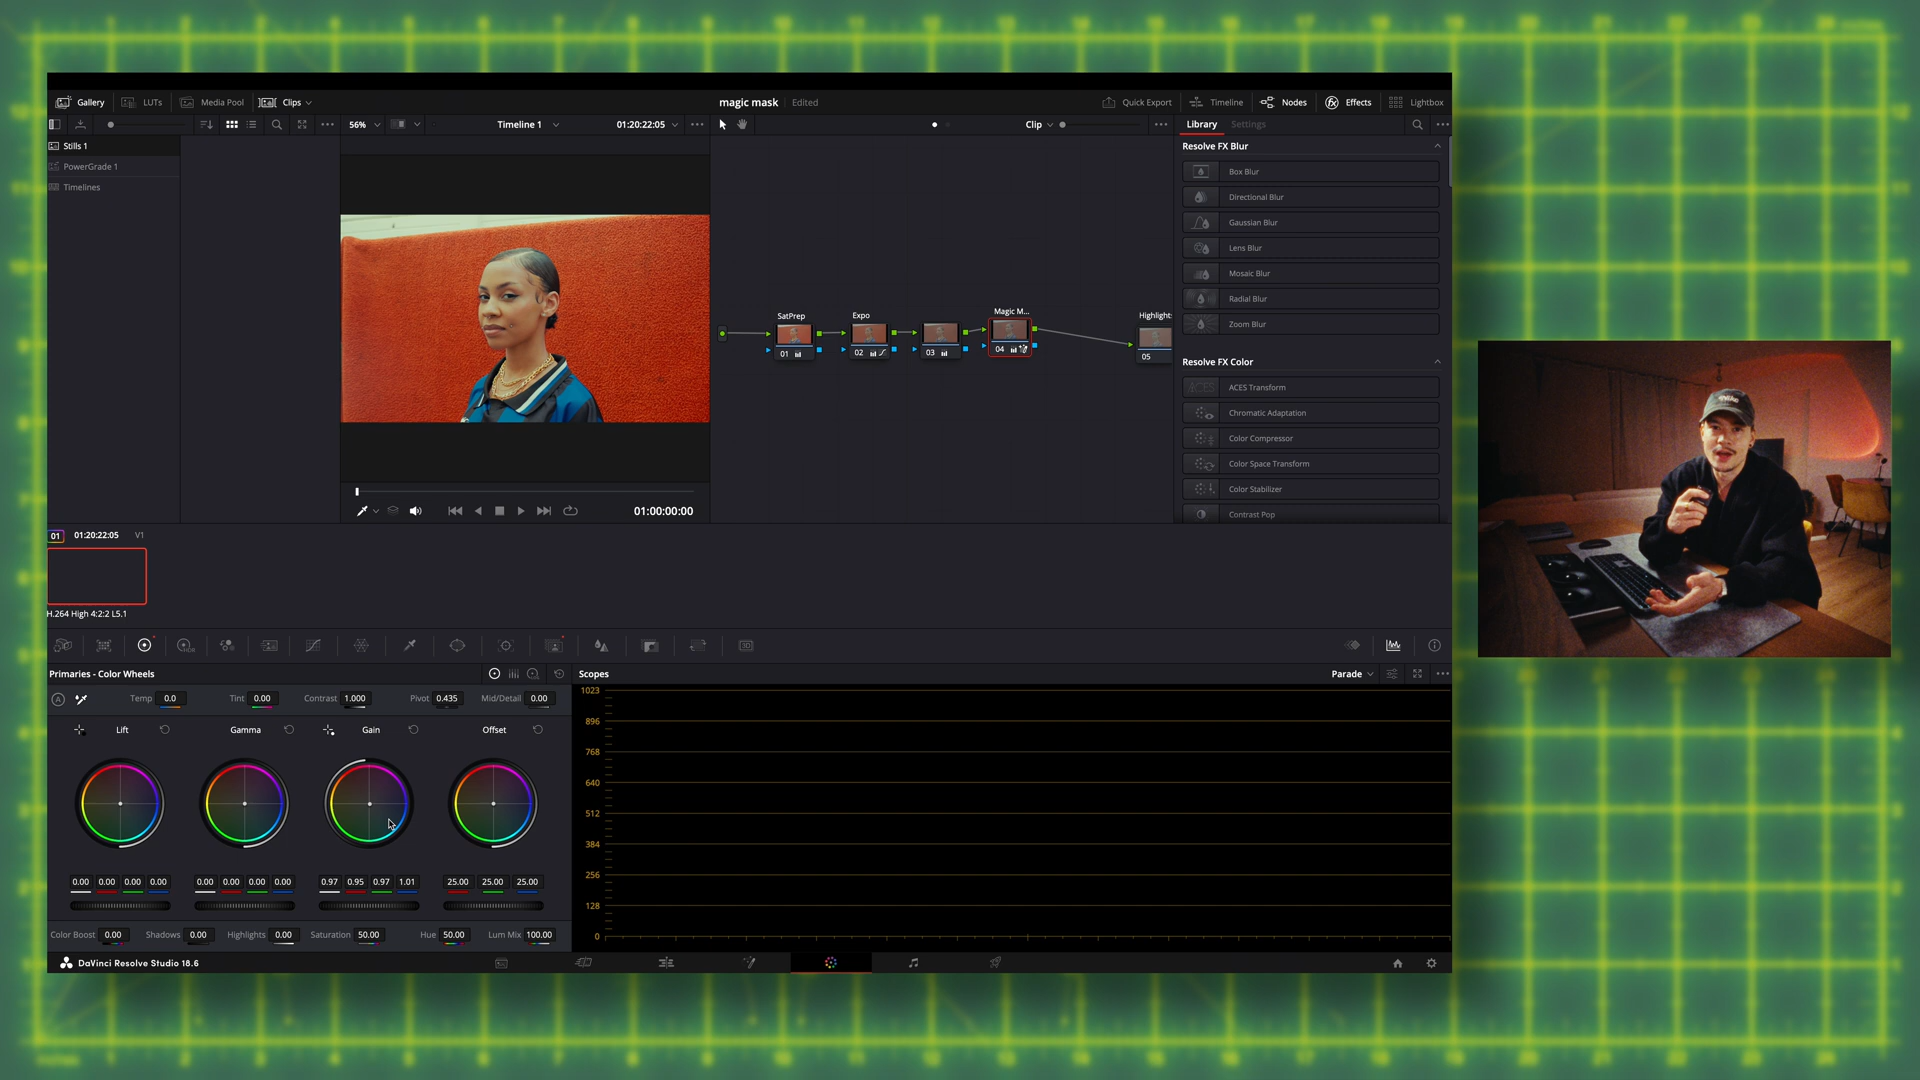 Gallery LUTs Media Pool Clips magic mask Edited Quick Export Timeline Nodes Effects Lightbox
56% Timeline 1 01:20:22:05 Clip Library Settings
Stills 1
PowerGrade 1
Timelines
Resolve FX Blur
Box Blur
Directional Blur
Gaussian Blur
Lens Blur
Mosaic Blur
Radial Blur
Zoom Blur
Resolve FX Color
ACES ACES Transform
Chromatic Adaptation
Color Compressor
Color Space Transform
Color Stabilizer
Contrast Pop
SatPrep Expo Magic M... Highlight
01 02 03 04 05
01:00:00:00
01 01:20:22:05 V1
H.264 High 4:2:2 L5.1
3D
Primaries - Color Wheels Scopes Parade
A Temp 0.0 Tint 0.00 Contrast 1.000 Pivot 0.435 Mid/Detail 0.00
Lift Gamma Gain Offset
0.00 0.00 0.00 0.00 0.00 0.00 0.00 0.00 0.97 0.95 0.97 1.01 25.00 25.00 25.00
Color Boost 0.00 Shadows 0.00 Highlights 0.00 Saturation 50.00 Hue 50.00 Lum Mix 100.00
1023
896
768
640
512
384
256
128
0
DaVinci Resolve Studio 18.6